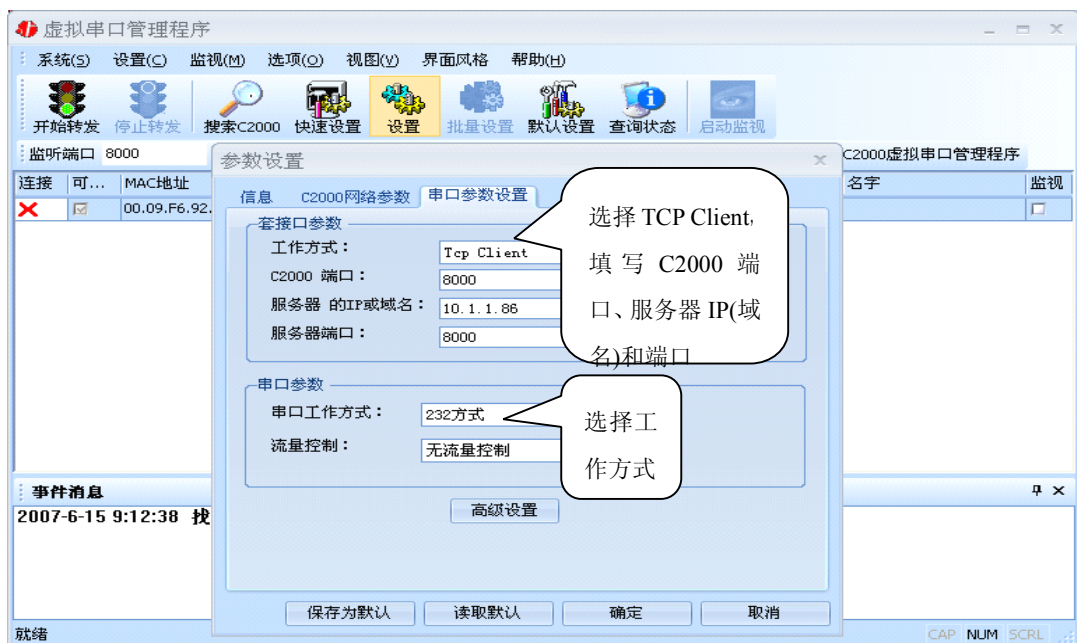 虚拟串口管理程序
系统(S) 设置(C) 监视(M) 选项(O) 视图(V) 界面风格 帮助(H)
开始转发 停止转发 搜索C2000 快速设置 设置 批量设置 默认设置 查询状态 启动监视
监听端口 8000
C2000虚拟串口管理程序
连接 可... MAC地址 名字 监视
00.09.F6.92.
参数设置
信息 C2000网络参数 串口参数设置
套接口参数
工作方式: Tcp Client
C2000 端口: 8000
服务器 的IP或域名: 10.1.1.86
服务器端口: 8000
选择 TCP Client,
填写 C2000 端
口、服务器 IP(域
名)和端口
串口参数
串口工作方式: 232方式
流量控制: 无流量控制
选择工
作方式
高级设置
保存为默认 读取默认 确定 取消
事件消息
2007-6-15 9:12:38 找
就绪
CAP NUM SCRL